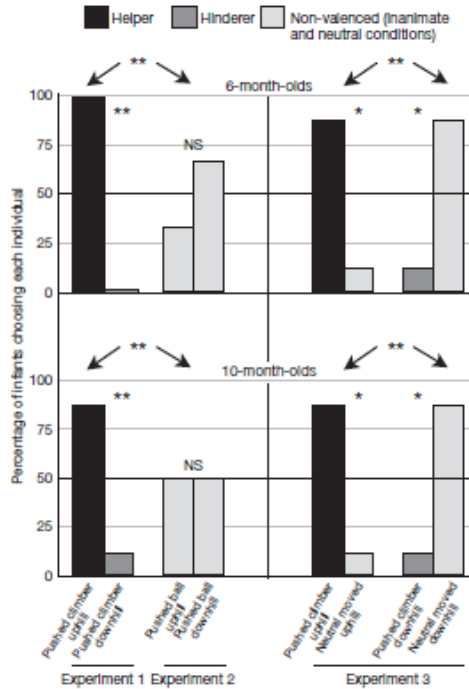 Helper
Hinderer
Non-valenced (inanimate
and neutral conditions)
**
**
6-month-olds
100
75
50
25
0
**
NS
*
*
**
**
10-month-olds
100
75
50
25
0
**
NS
*
*
Percentage of infants choosing each individual
Pushed climber
uphill
Pushed climber
downhill
Pushed ball
uphill
Pushed ball
downhill
Pushed climber
uphill
Neutral moved
uphill
Pushed climber
downhill
Neutral moved
downhill
Experiment 1
Experiment 2
Experiment 3